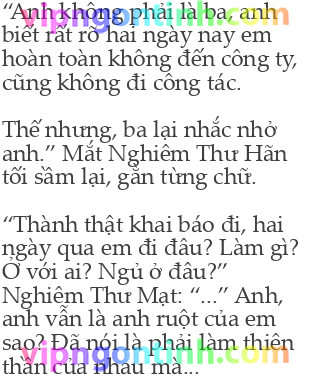 “Anh không phải là ba, anh
vipngontinh.com
biết rất rõ hai ngày nay em
hoàn toàn không đến công ty,
cũng không đi công tác.
Thế nhưng, ba lại nhắc nhở
anh.” Mắt Nghiêm Thư Hãn
tối sầm lại, gằn từng chữ.
“Thành thật khai báo đi, hai
ngày qua em đi đâu? Làm gì?
Ở với ai? Ngủ ở đâu?”
Nghiêm Thư Mạt: “...” Anh,
anh vẫn là anh ruột của em
sao? Đã nói là phải làm thiên
vipngontinh.com
thần của nhau mà...